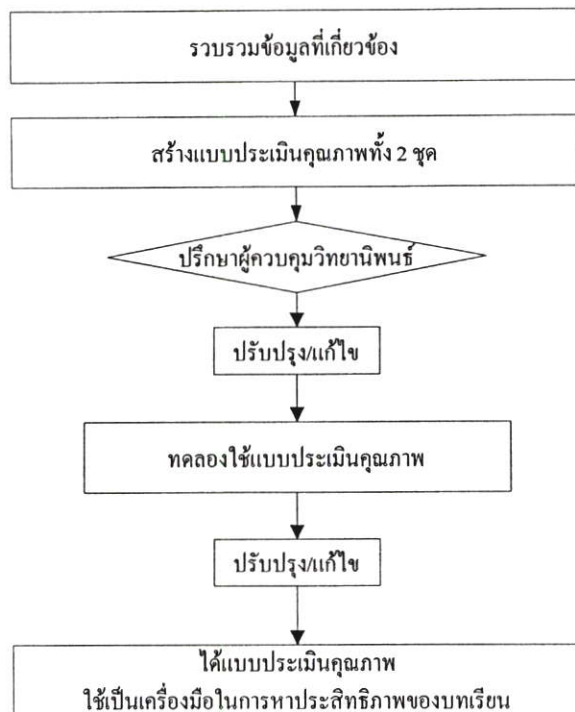 รวบรวมข้อมูลที่เกี่ยวข้อง
สร้างแบบประเมินคุณภาพทั้ง 2 ชุด
ปรึกษาผู้ควบคุมวิทยานิพนธ์
ปรับปรุง/แก้ไข
ทดลองใช้แบบประเมินคุณภาพ
ปรับปรุง/แก้ไข
ได้แบบประเมินคุณภาพ
ใช้เป็นเครื่องมือในการหาประสิทธิภาพของบทเรียน